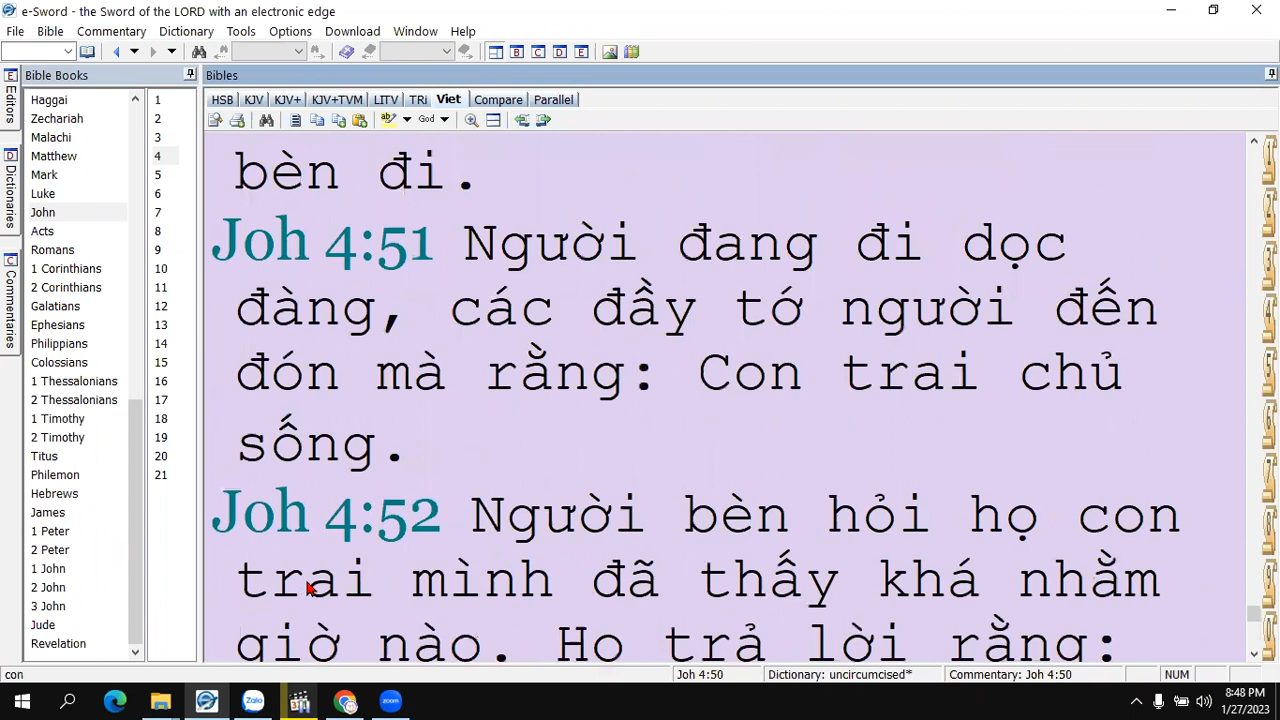 e-Sword - the Sword of the LORD with an electronic edge
File Bible Commentary Dictionary Tools Options Download Window Help
B C D E
Bible Books
Bibles
Editors
Dictionaries
Commentaries
Haggai
Zechariah
Malachi
Matthew
Mark
Luke
John
Acts
Romans
1 Corinthians
2 Corinthians
Galatians
Ephesians
Philippians
Colossians
1 Thessalonians
2 Thessalonians
1 Timothy
2 Timothy
Titus
Philemon
Hebrews
James
1 Peter
2 Peter
1 John
2 John
3 John
Jude
Revelation
1
2
3
4
5
6
7
8
9
10
11
12
13
14
15
16
17
18
19
20
21
HSB KJV KJV+ KJV+TVM LITV TRi Viet Compare Parallel
God
bèn đi.
Joh 4:51 Người đang đi dọc
đàng, các đầy tớ người đến
đón mà rằng: Con trai chủ
sống.
Joh 4:52 Người bèn hỏi họ con
trai mình đã thấy khá nhằm
giờ nào. Họ trả lời rằng:
con
Joh 4:50
Dictionary: uncircumcised*
Commentary: Joh 4:50
NUM
Zalo
zoom
8:48 PM
1/27/2023